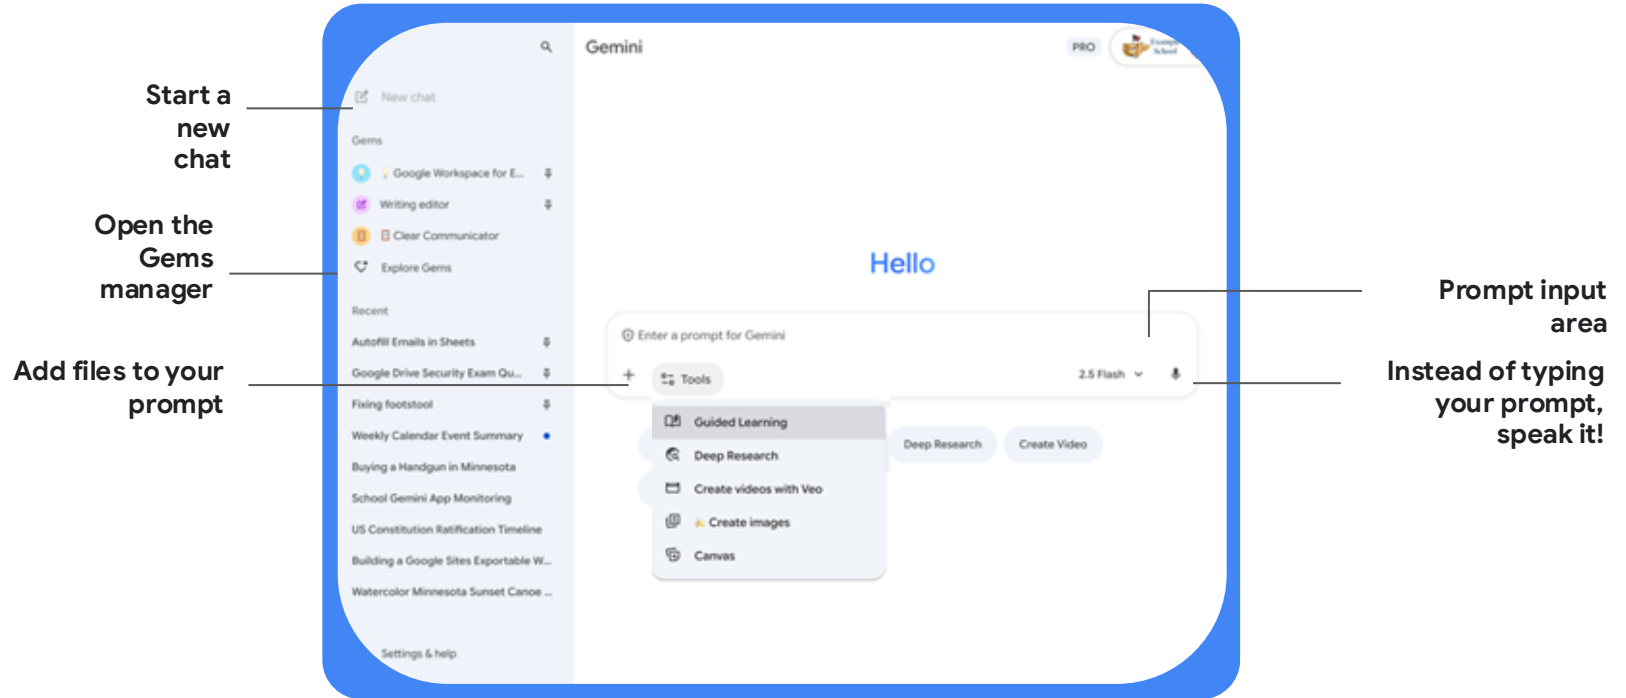 Start a
new
chat
Open the
Gems
manager
Add files to your
prompt
New chat
Gems
Google Workspace for E...
Writing editor
Clear Communicator
Explore Gems
Recent
Autofill Emails in Sheets
Google Drive Security Exam Qu...
Fixing footstool
Weekly Calendar Event Summary
Buying a Handgun in Minnesota
School Gemini App Monitoring
US Constitution Ratification Timeline
Building a Google Sites Exportable W...
Watercolor Minnesota Sunset Canoe ...
Settings & help
Gemini
PRO
Example
School
Hello
Enter a prompt for Gemini
Tools
2.5 Flash
Guided Learning
Deep Research
Create videos with Veo
Create images
Canvas
Deep Research
Create Video
Prompt input
area
Instead of typing
your prompt,
speak it!